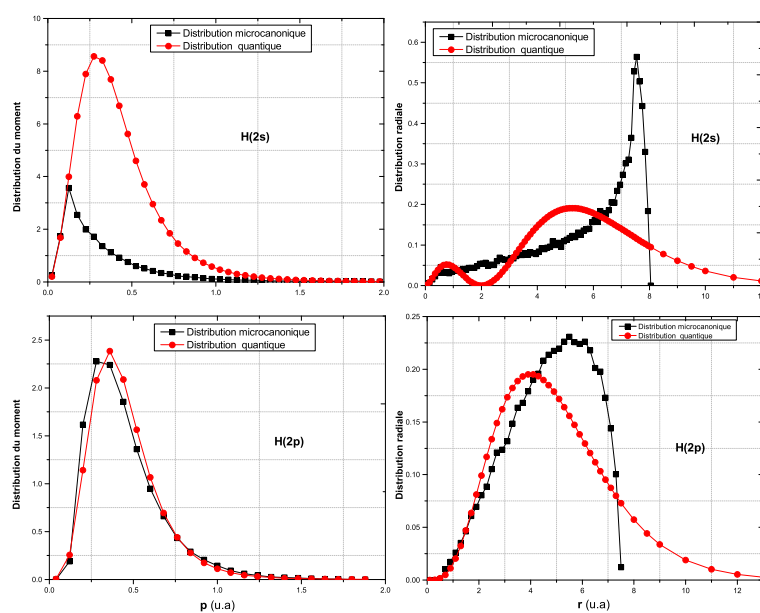 Distribution du moment
10
8
6
4
2
0
Distribution microcanonique
Distribution quantique
H(2s)
0.0
0.5
1.0
1.5
2.0
Distribution radiale
0.6
0.5
0.4
0.3
0.2
0.1
0.0
Distribution microcanonique
Distribution quantique
H(2s)
0
2
4
6
8
10
12
Distribution du moment
2.5
2.0
1.5
1.0
0.5
0.0
Distribution microcanonique
Distribution quantique
H(2p)
0.0
0.5
1.0
1.5
2.0
p (u.a)
Distribution radiale
0.25
0.20
0.15
0.10
0.05
0.00
Distribution microcanonique
Distribution quantique
H(2p)
0
2
4
6
8
10
12
r (u.a)